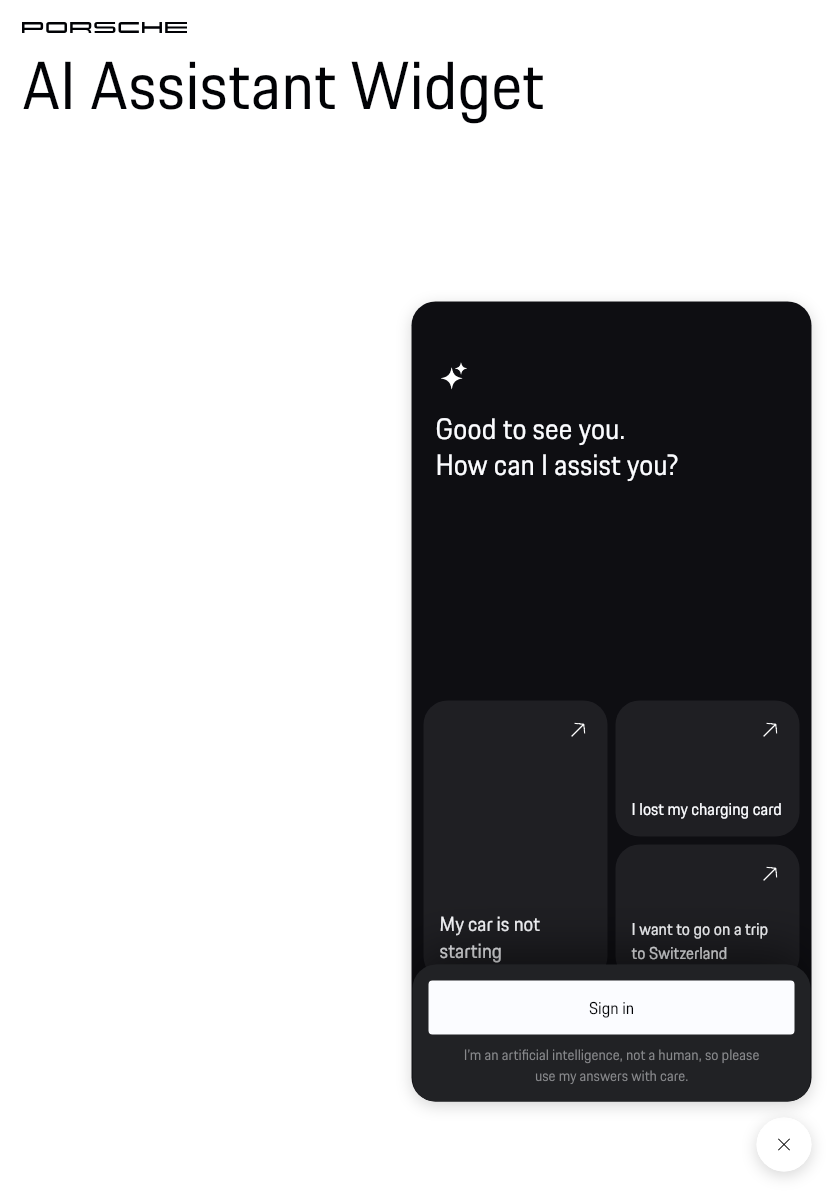 PORSCHE
AI Assistant Widget
Good to see you.
How can I assist you?
I lost my charging card
My car is not
starting
I want to go on a trip
to Switzerland
Sign in
I'm an artificial intelligence, not a human, so please
use my answers with care.